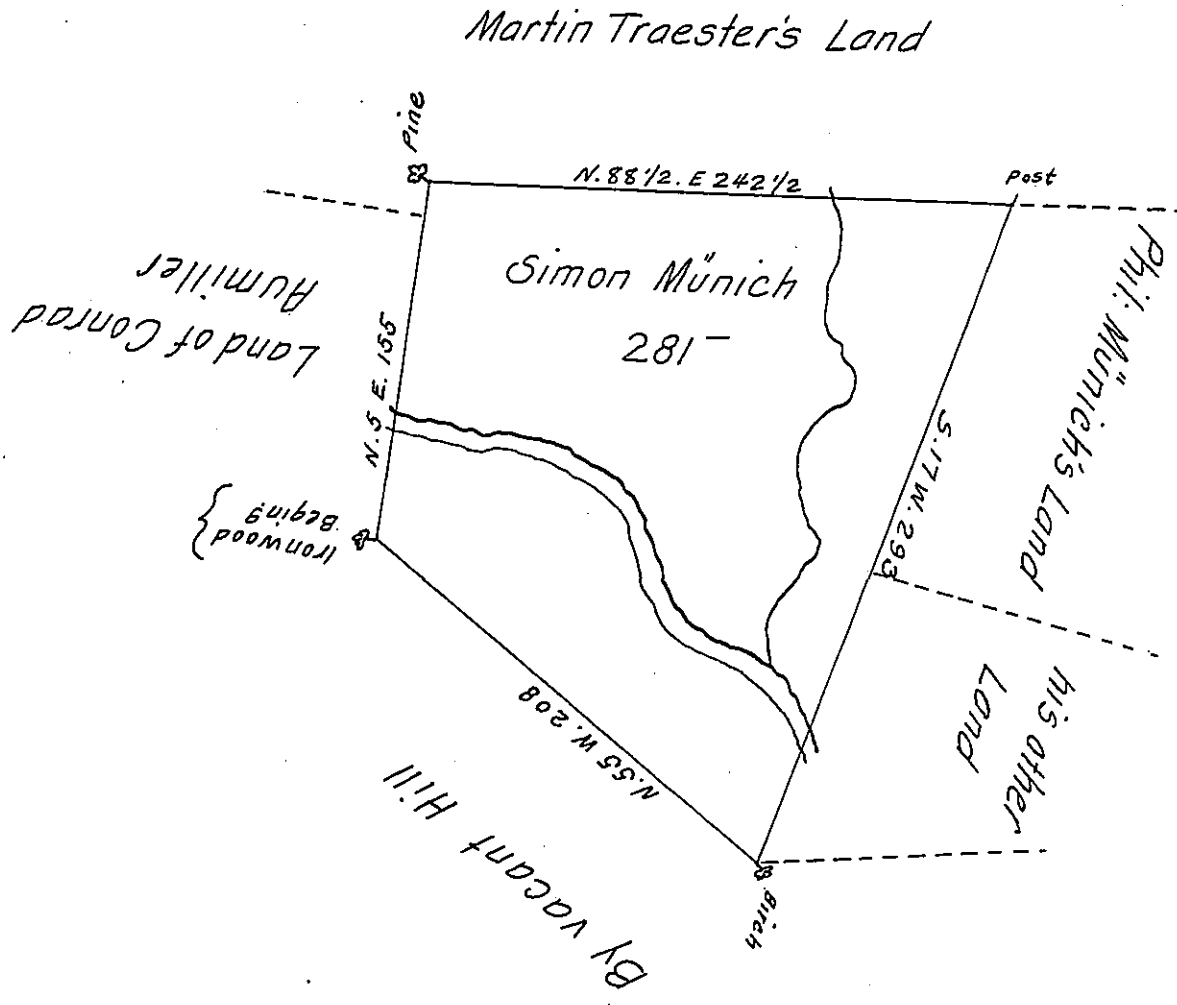 Martin Traester's Land
Pine
N. 88 1/2. E 242 1/2
Post
Land of Conrad
Aumiller
Simon Münich
281 –
Phil. Münich's Land
N. 5 E. 155
S. 17 W. 293
Ironwood
Begin.g
his other
Land
N. 55 W. 208
By vacant Hill
Birch